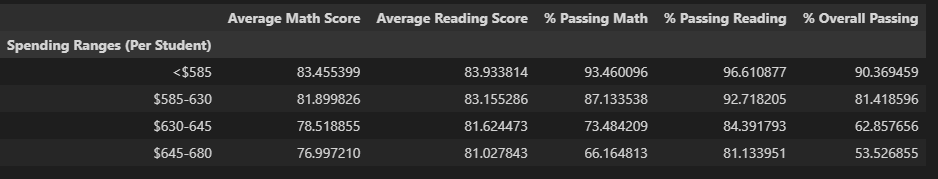 Average Math Score Average Reading Score % Passing Math % Passing Reading % Overall Passing
Spending Ranges (Per Student)
<$585 83.455399 83.933814 93.460096 96.610877 90.369459
$585-630 81.899826 83.155286 87.133538 92.718205 81.418596
$630-645 78.518855 81.624473 73.484209 84.391793 62.857656
$645-680 76.997210 81.027843 66.164813 81.133951 53.526855